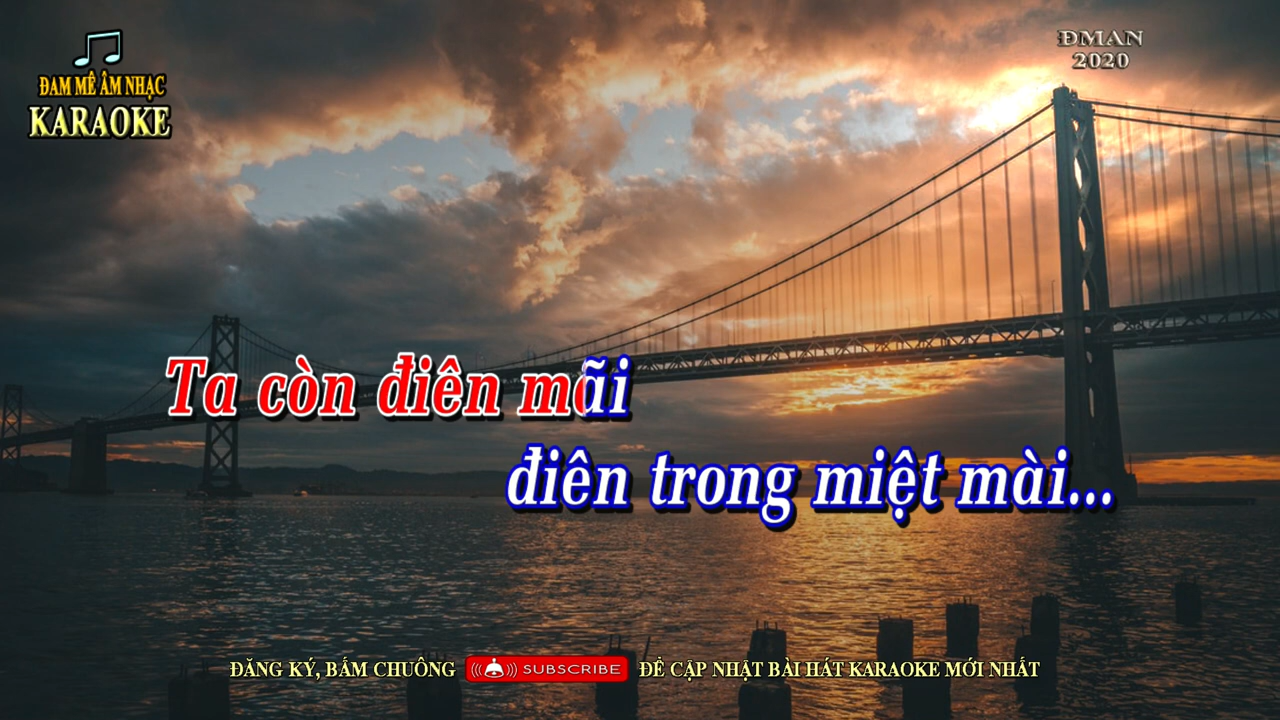 ĐAM MÊ ÂM NHẠC
KARAOKE
ĐMAN
2020
Ta còn điên mãi
điên trong miệt mài...
ĐĂNG KÝ, BẤM CHUÔNG SUBSCRIBE ĐỂ CẬP NHẬT BÀI HÁT KARAOKE MỚI NHẤT